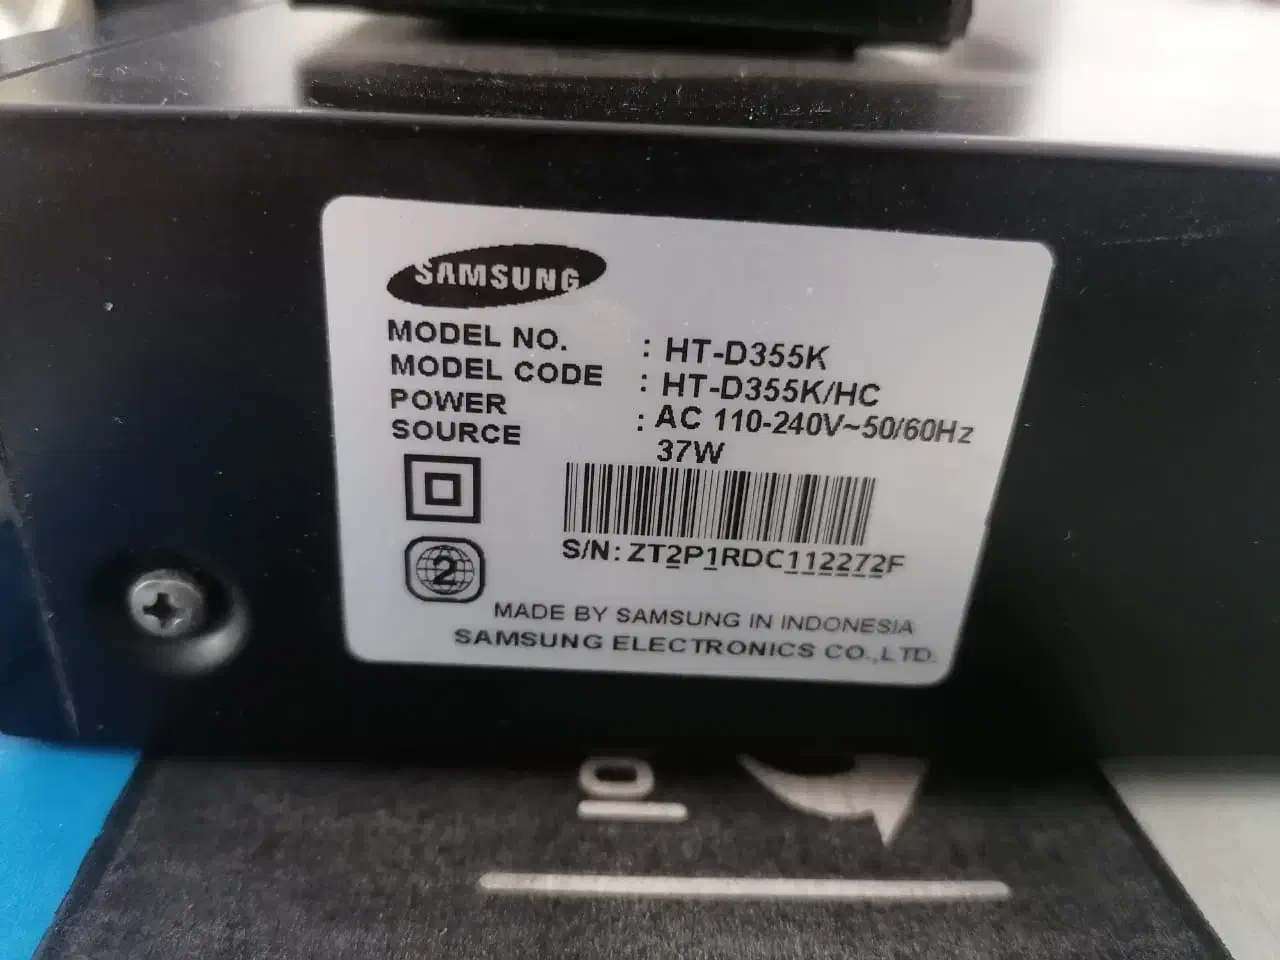 SAMSUNG
MODEL NO. : HT-D355K
MODEL CODE : HT-D355K/HC
POWER SOURCE : AC 110-240V~50/60Hz
37W
2
S/N: ZT2P1RDC112272F
MADE BY SAMSUNG IN INDONESIA
SAMSUNG ELECTRONICS CO.,LTD.